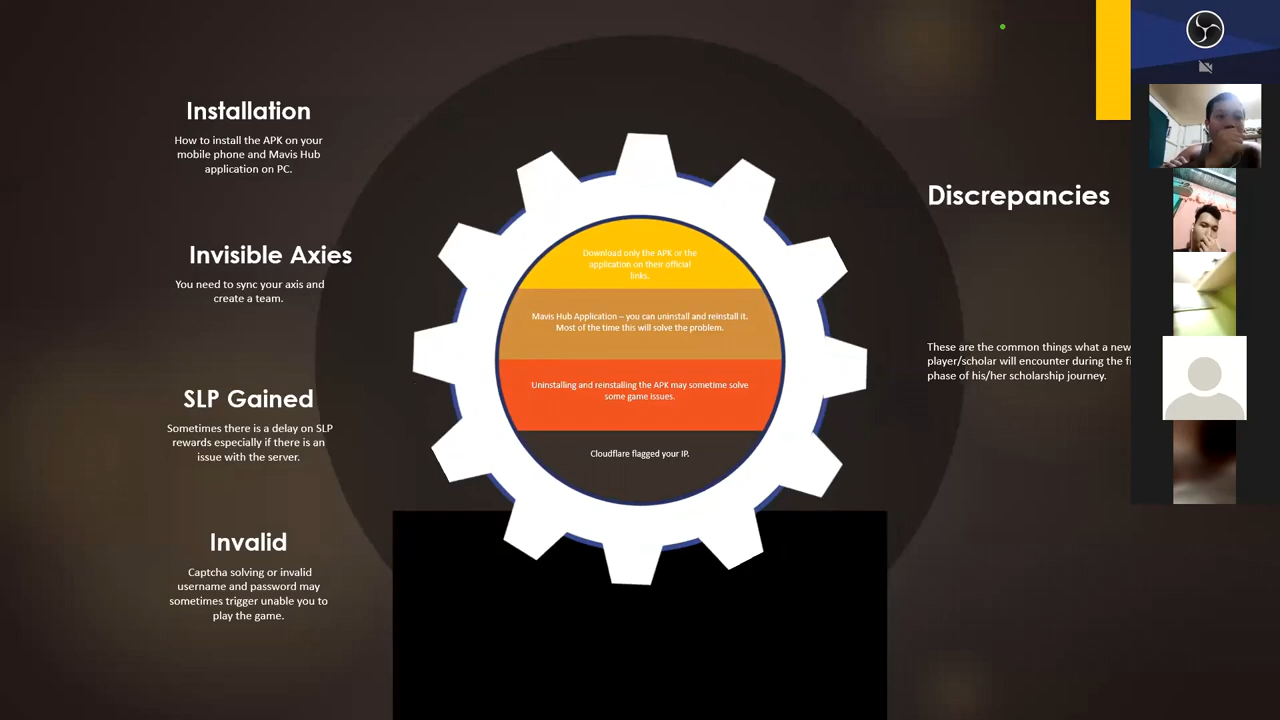 Installation
How to install the APK on your
mobile phone and Mavis Hub
application on PC.
Invisible Axies
You need to sync your axis and
create a team.
SLP Gained
Sometimes there is a delay on SLP
rewards especially if there is an
issue with the server.
Invalid
Captcha solving or invalid
username and password may
sometimes trigger unable you to
play the game.
Download only the APK or the
application on their official
links.
Mavis Hub Application – you can uninstall and reinstall it.
Most of the time this will solve the problem.
Uninstalling and reinstalling the APK may sometime solve
some game issues.
Cloudflare flagged your IP.
Discrepancies
These are the common things what a new
player/scholar will encounter during the
phase of his/her scholarship journey.